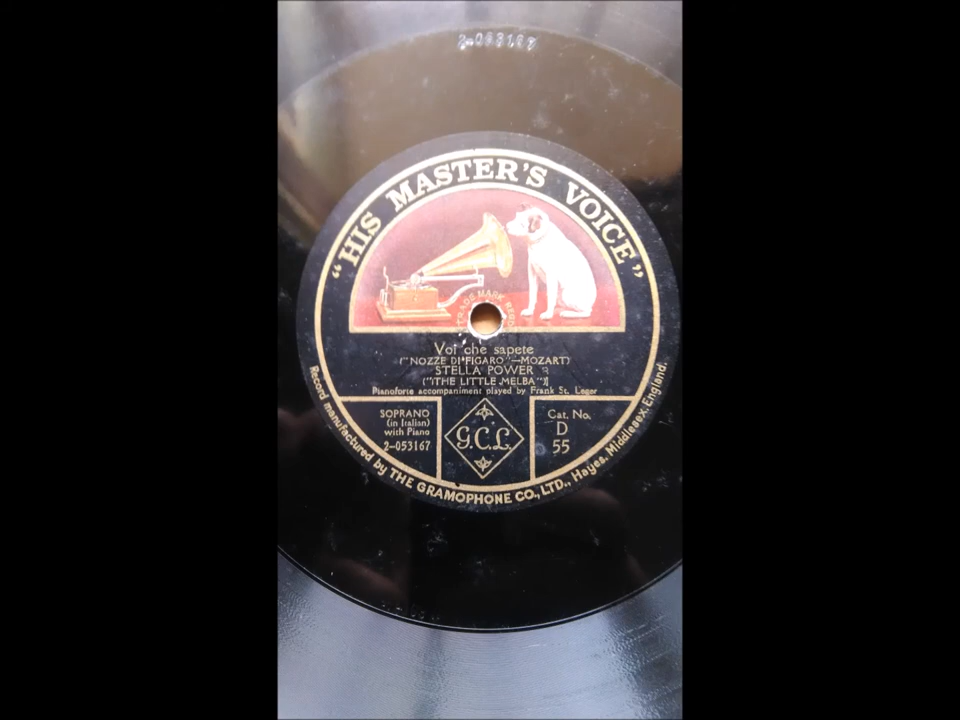 2-053167
"HIS MASTER'S VOICE"
TRADE MARK REGD
Voi che sapete
("NOZZE DI FIGARO"—MOZART)
STELLA POWER
("THE LITTLE MELBA")
Pianoforte accompaniment played by Frank St. Leger
SOPRANO
(in Italian)
with Piano
2-053167
G.C.L.
Cat. No.
D
55
Record manufactured by THE GRAMOPHONE CO., LTD., Hayes, Middlesex, England.